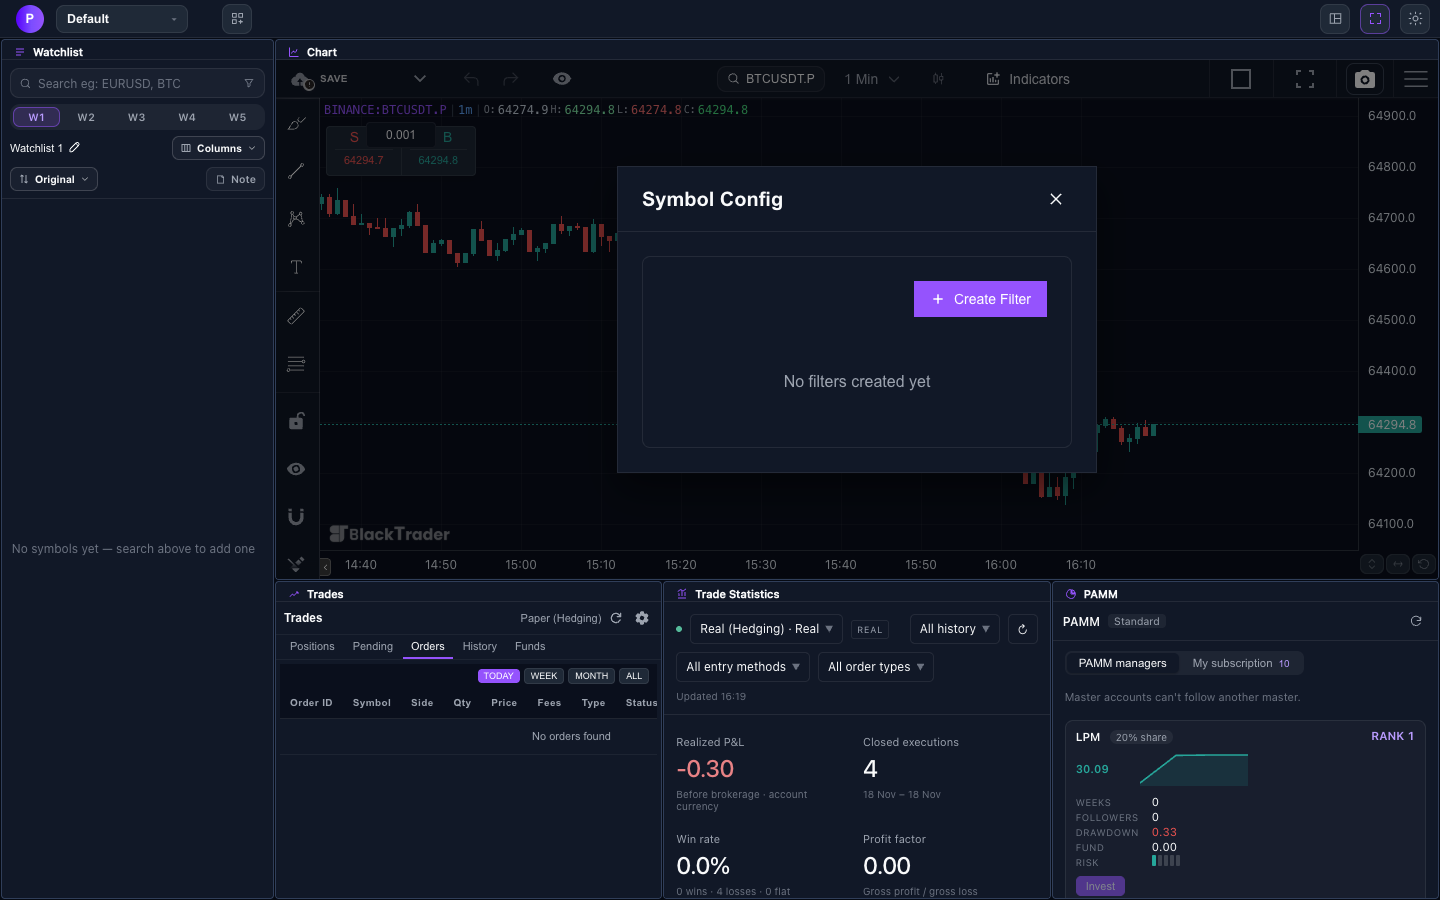 P
Default
Watchlist
Search eg: EURUSD, BTC
W1 W2 W3 W4 W5
Watchlist 1
Columns
Original
Note
No symbols yet — search above to add one
Chart
SAVE
BTCUSDT.P
1 Min
Indicators
BINANCE:BTCUSDT.P 1m O: 64274.9 H: 64294.8 L: 64274.8 C: 64294.8
S 0.001 B
64294.7 64294.8
64900.0
64800.0
64700.0
64600.0
64500.0
64400.0
64294.8
64200.0
64100.0
Symbol Config
+ Create Filter
No filters created yet
BlackTrader
14:40 14:50 15:00 15:10 15:20 15:30 15:40 15:50 16:00 16:10
Trades
Trades
Paper (Hedging)
Positions Pending Orders History Funds
TODAY WEEK MONTH ALL
Order ID Symbol Side Qty Price Fees Type Status
No orders found
Trade Statistics
Real (Hedging) · Real
REAL
All history
All entry methods
All order types
Updated 16:19
Realized P&L
-0.30
Before brokerage · account currency
Closed executions
4
18 Nov – 18 Nov
Win rate
0.0%
0 wins · 4 losses · 0 flat
Profit factor
0.00
Gross profit / gross loss
PAMM
PAMM Standard
PAMM managers
My subscription 10
Master accounts can't follow another master.
LPM 20% share RANK 1
30.09
WEEKS 0
FOLLOWERS 0
DRAWDOWN 0.33
FUND 0.00
RISK
Invest